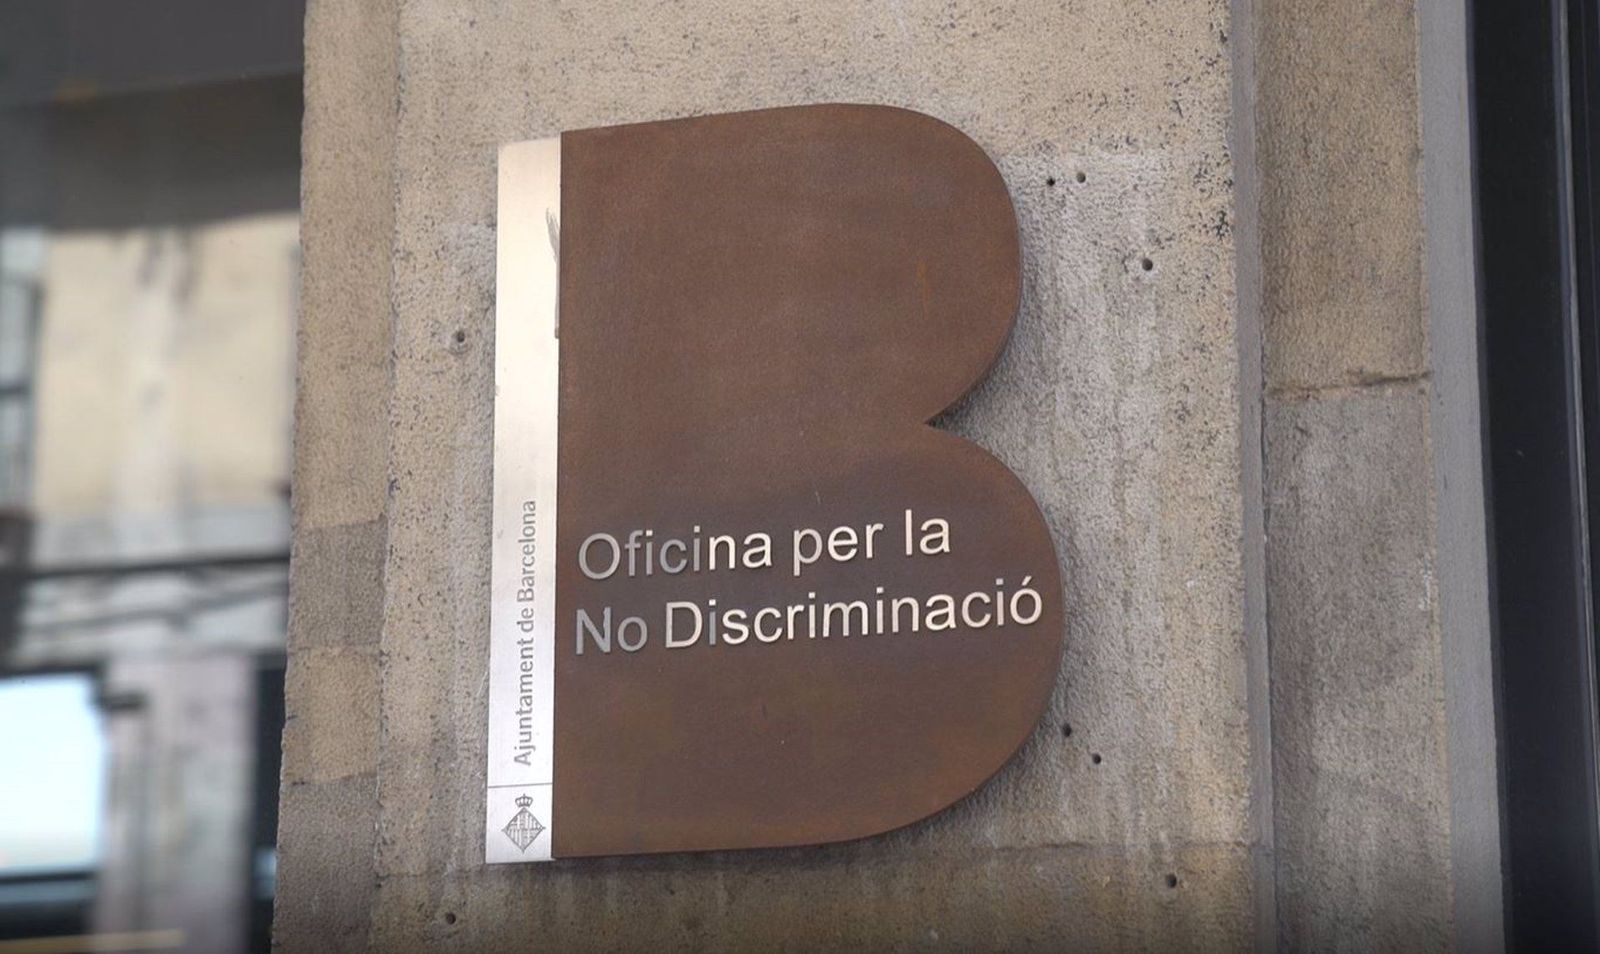 Oficina per la
No Discriminació
Ajuntament de Barcelona